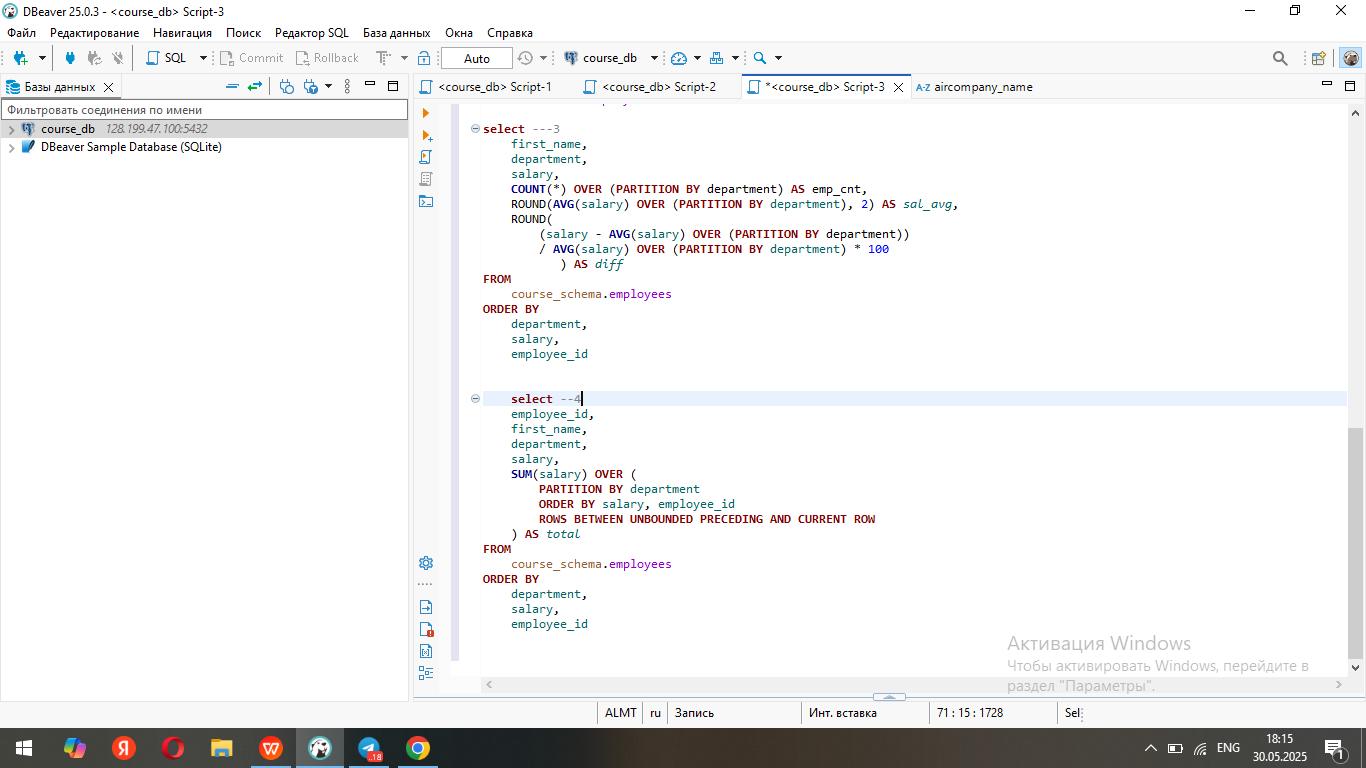 DBeaver 25.0.3 - <course_db> Script-3
Файл Редактирование Навигация Поиск Редактор SQL База данных Окна Справка
SQL Commit Rollback Auto course_db
Базы данных
<course_db> Script-1 <course_db> Script-2 *<course_db> Script-3 A-Z aircompany_name
Фильтровать соединения по имени
course_db 128.199.47.100:5432
DBeaver Sample Database (SQLite)
select ---3
first_name,
department,
salary,
COUNT(*) OVER (PARTITION BY department) AS emp_cnt,
ROUND(AVG(salary) OVER (PARTITION BY department), 2) AS sal_avg,
ROUND(
(salary - AVG(salary) OVER (PARTITION BY department))
/ AVG(salary) OVER (PARTITION BY department) * 100
) AS diff
FROM
course_schema.employees
ORDER BY
department,
salary,
employee_id
select --4
employee_id,
first_name,
department,
salary,
SUM(salary) OVER (
PARTITION BY department
ORDER BY salary, employee_id
ROWS BETWEEN UNBOUNDED PRECEDING AND CURRENT ROW
) AS total
FROM
course_schema.employees
ORDER BY
department,
salary,
employee_id
Активация Windows
Чтобы активировать Windows, перейдите в
раздел "Параметры".
ALMT ru Запись Инт. вставка 71 : 15 : 1728 Sel
Я W 18 ENG 18:15
30.05.2025 1